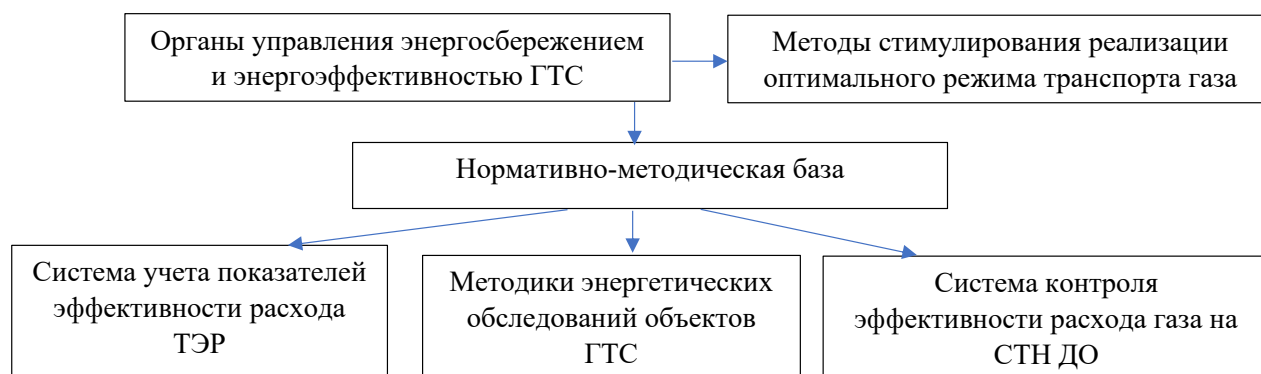 Органы управления энергосбережением
и энергоэффективностью ГТС
Методы стимулирования реализации
оптимального режима транспорта газа
Нормативно-методическая база
Система учета показателей
эффективности расхода
ТЭР
Методики энергетических
обследований объектов
ГТС
Система контроля
эффективности расхода газа на
СТН ДО